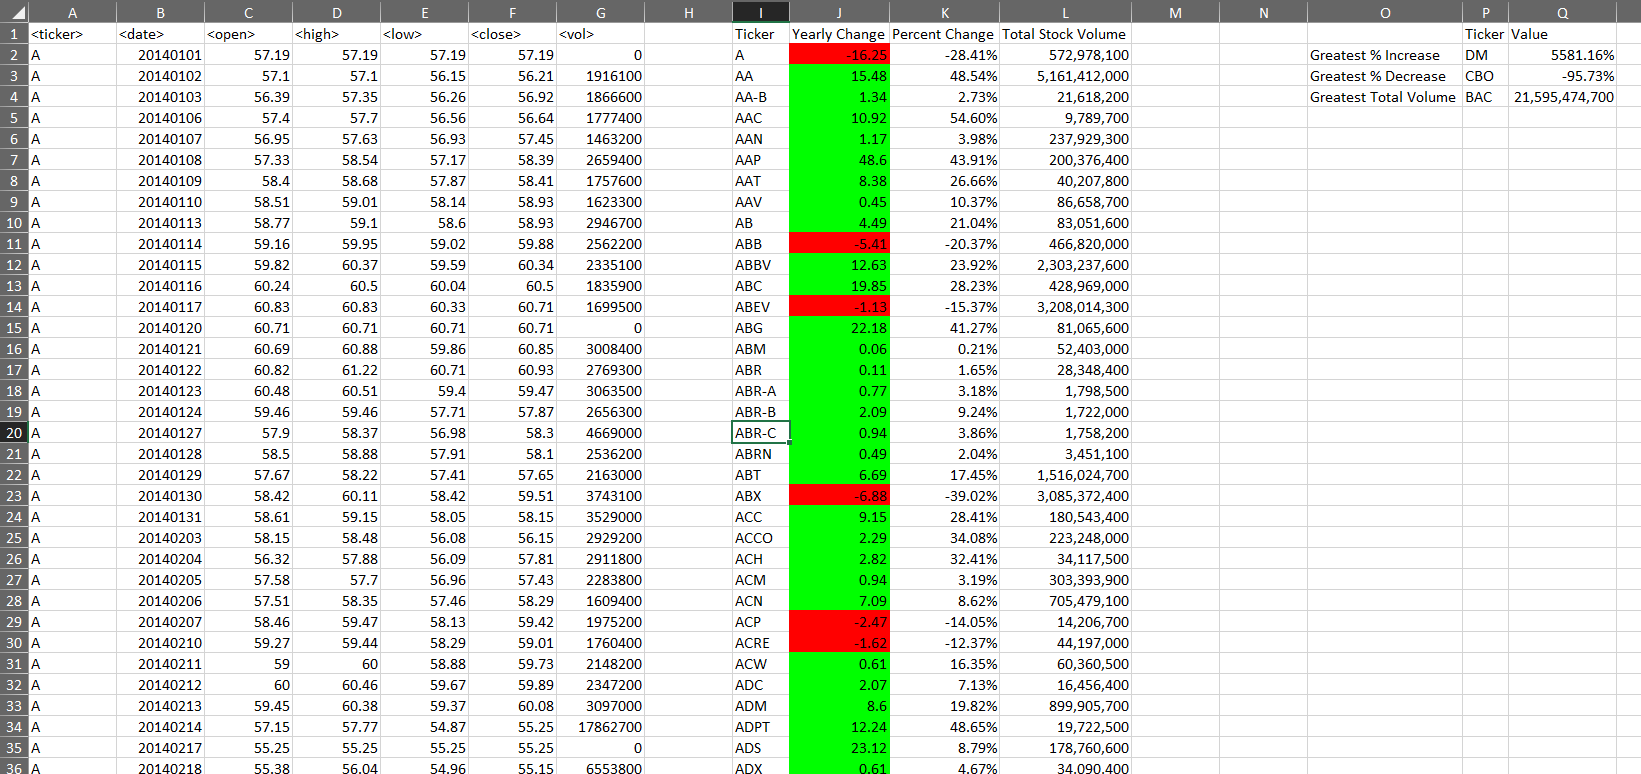 A B C D E F G H I J K L M N O P Q
1 <ticker> <date> <open> <high> <low> <close> <vol> Ticker Yearly Change Percent Change Total Stock Volume Ticker Value
2 A 20140101 57.19 57.19 57.19 57.19 0 A -16.25 -28.41% 572,978,100 Greatest % Increase DM 5581.16%
3 A 20140102 57.1 57.1 56.15 56.21 1916100 AA 15.48 48.54% 5,161,412,000 Greatest % Decrease CBO -95.73%
4 A 20140103 56.39 57.35 56.26 56.92 1866600 AA-B 1.34 2.73% 21,618,200 Greatest Total Volume BAC 21,595,474,700
5 A 20140106 57.4 57.7 56.56 56.64 1777400 AAC 10.92 54.60% 9,789,700
6 A 20140107 56.95 57.63 56.93 57.45 1463200 AAN 1.17 3.98% 237,929,300
7 A 20140108 57.33 58.54 57.17 58.39 2659400 AAP 48.6 43.91% 200,376,400
8 A 20140109 58.4 58.68 57.87 58.41 1757600 AAT 8.38 26.66% 40,207,800
9 A 20140110 58.51 59.01 58.14 58.93 1623300 AAV 0.45 10.37% 86,658,700
10 A 20140113 58.77 59.1 58.6 58.93 2946700 AB 4.49 21.04% 83,051,600
11 A 20140114 59.16 59.95 59.02 59.88 2562200 ABB -5.41 -20.37% 466,820,000
12 A 20140115 59.82 60.37 59.59 60.34 2335100 ABBV 12.63 23.92% 2,303,237,600
13 A 20140116 60.24 60.5 60.04 60.5 1835900 ABC 19.85 28.23% 428,969,000
14 A 20140117 60.83 60.83 60.33 60.71 1699500 ABEV -1.13 -15.37% 3,208,014,300
15 A 20140120 60.71 60.71 60.71 60.71 0 ABG 22.18 41.27% 81,065,600
16 A 20140121 60.69 60.88 59.86 60.85 3008400 ABM 0.06 0.21% 52,403,000
17 A 20140122 60.82 61.22 60.71 60.93 2769300 ABR 0.11 1.65% 28,348,400
18 A 20140123 60.48 60.51 59.4 59.47 3063500 ABR-A 0.77 3.18% 1,798,500
19 A 20140124 59.46 59.46 57.71 57.87 2656300 ABR-B 2.09 9.24% 1,722,000
20 A 20140127 57.9 58.37 56.98 58.3 4669000 ABR-C 0.94 3.86% 1,758,200
21 A 20140128 58.5 58.88 57.91 58.1 2536200 ABRN 0.49 2.04% 3,451,100
22 A 20140129 57.67 58.22 57.41 57.65 2163000 ABT 6.69 17.45% 1,516,024,700
23 A 20140130 58.42 60.11 58.42 59.51 3743100 ABX -6.88 -39.02% 3,085,372,400
24 A 20140131 58.61 59.15 58.05 58.15 3529000 ACC 9.15 28.41% 180,543,400
25 A 20140203 58.15 58.48 56.08 56.15 2929200 ACCO 2.29 34.08% 223,248,000
26 A 20140204 56.32 57.88 56.09 57.81 2911800 ACH 2.82 32.41% 34,117,500
27 A 20140205 57.58 57.7 56.96 57.43 2283800 ACM 0.94 3.19% 303,393,900
28 A 20140206 57.51 58.35 57.46 58.29 1609400 ACN 7.09 8.62% 705,479,100
29 A 20140207 58.46 59.47 58.13 59.42 1975200 ACP -2.47 -14.05% 14,206,700
30 A 20140210 59.27 59.44 58.29 59.01 1760400 ACRE -1.62 -12.37% 44,197,000
31 A 20140211 59 60 58.88 59.73 2148200 ACW 0.61 16.35% 60,360,500
32 A 20140212 60 60.46 59.67 59.89 2347200 ADC 2.07 7.13% 16,456,400
33 A 20140213 59.45 60.38 59.37 60.08 3097000 ADM 8.6 19.82% 899,905,700
34 A 20140214 57.15 57.77 54.87 55.25 17862700 ADPT 12.24 48.65% 19,722,500
35 A 20140217 55.25 55.25 55.25 55.25 0 ADS 23.12 8.79% 178,760,600
36 A 20140218 55.38 56.04 54.96 55.15 6553800 ADX 0.61 4.67% 34,090,400